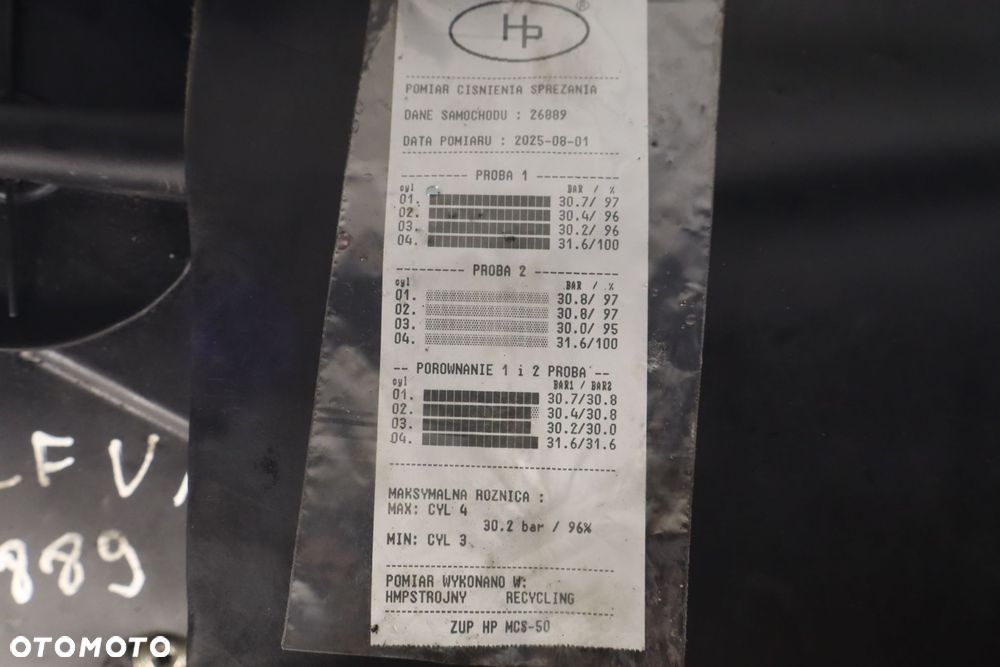 HP ®
POMIAR CISNIENIA SPREZANIA
DANE SAMOCHODU : 26889
DATA POMIARU : 2025-08-01
--------- PROBA 1 ------------
cyl BAR / %
01. 30.7/ 97
02. 30.4/ 96
03. 30.2/ 96
04. 31.6/100
--------- PROBA 2 -----------
cyl BAR / %
01. 30.8/ 97
02. 30.8/ 97
03. 30.0/ 95
04. 31.6/100
-- POROWNANIE 1 i 2 PROBA --
cyl BAR1 / BAR2
01. 30.7/30.8
02. 30.4/30.8
03. 30.2/30.0
04. 31.6/31.6
MAKSYMALNA ROZNICA :
MAX: CYL 4
30.2 bar / 96%
MIN: CYL 3
POMIAR WYKONANO W:
HMPSTROJNY RECYCLING
ZUP HP MCS-50
LF V
889
OTOMOTO